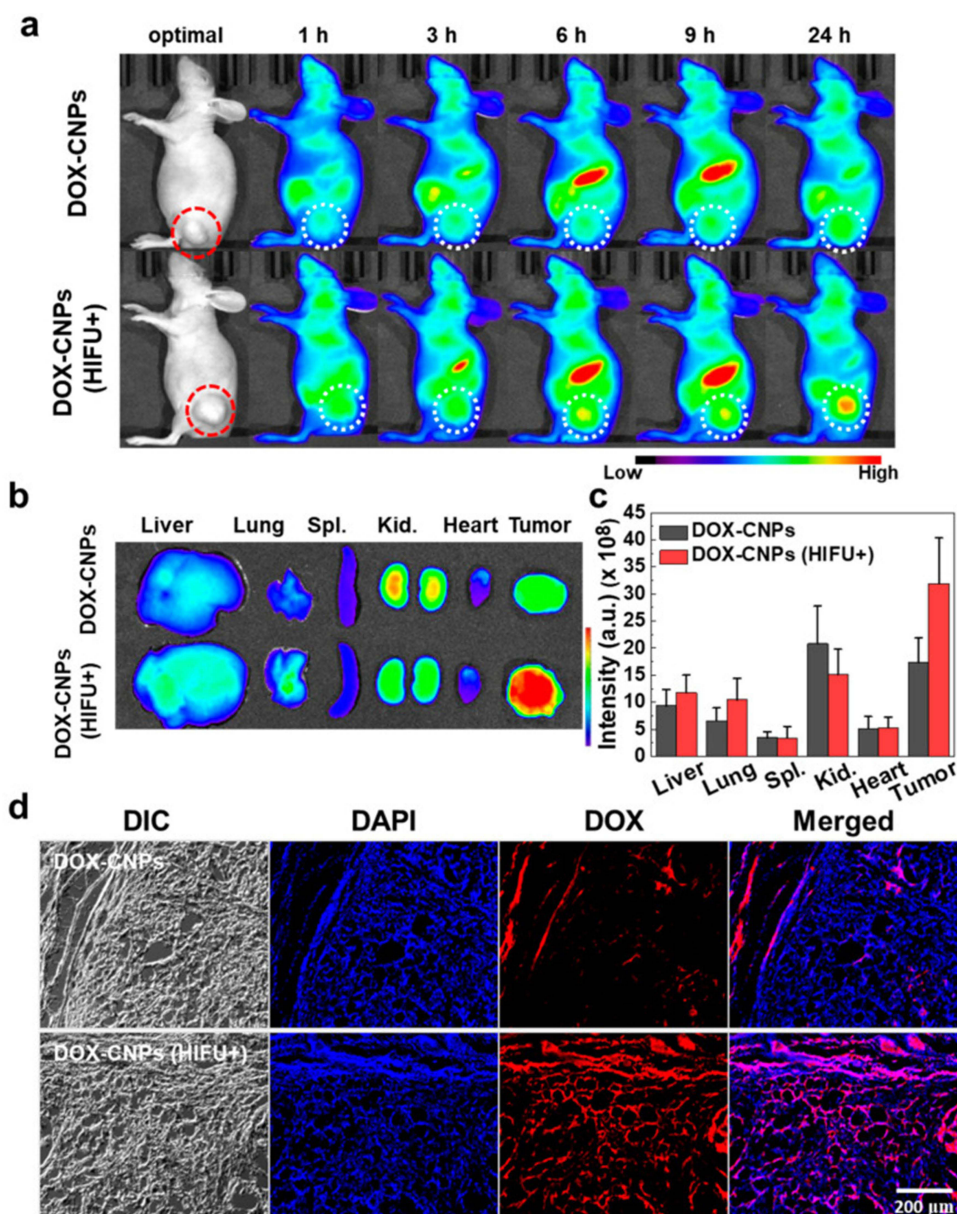 a
optimal 1 h 3 h 6 h 9 h 24 h
DOX-CNPs
DOX-CNPs
(HIFU+)
Low High
b
Liver Lung Spl. Kid. Heart Tumor
DOX-CNPs
DOX-CNPs
(HIFU+)
c
Intensity (a.u.) (x 10⁸)
45
40
35
30
25
20
15
10
5
0
DOX-CNPs
DOX-CNPs (HIFU+)
Liver Lung Spl. Kid. Heart Tumor
d
DIC DAPI DOX Merged
DOX-CNPs
DOX-CNPs (HIFU+)
200 µm